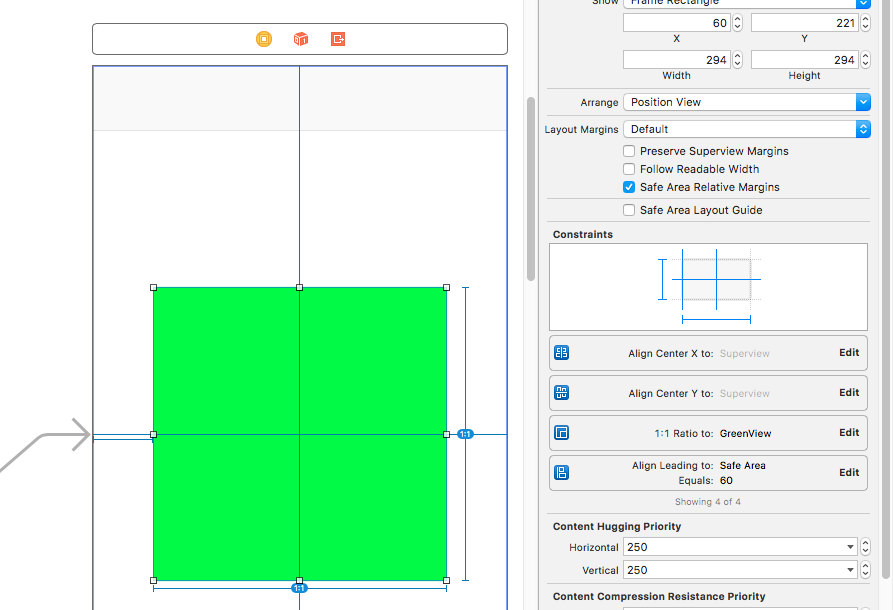 Show Frame Rectangle
60 221
X Y
294 294
Width Height
Arrange Position View
Layout Margins Default
Preserve Superview Margins
Follow Readable Width
Safe Area Relative Margins
Safe Area Layout Guide
Constraints
Align Center X to: Superview Edit
Align Center Y to: Superview Edit
1:1 Ratio to: GreenView Edit
1:1
Align Leading to: Safe Area
Equals: 60 Edit
Showing 4 of 4
Content Hugging Priority
Horizontal 250
Vertical 250
1:1
Content Compression Resistance Priority